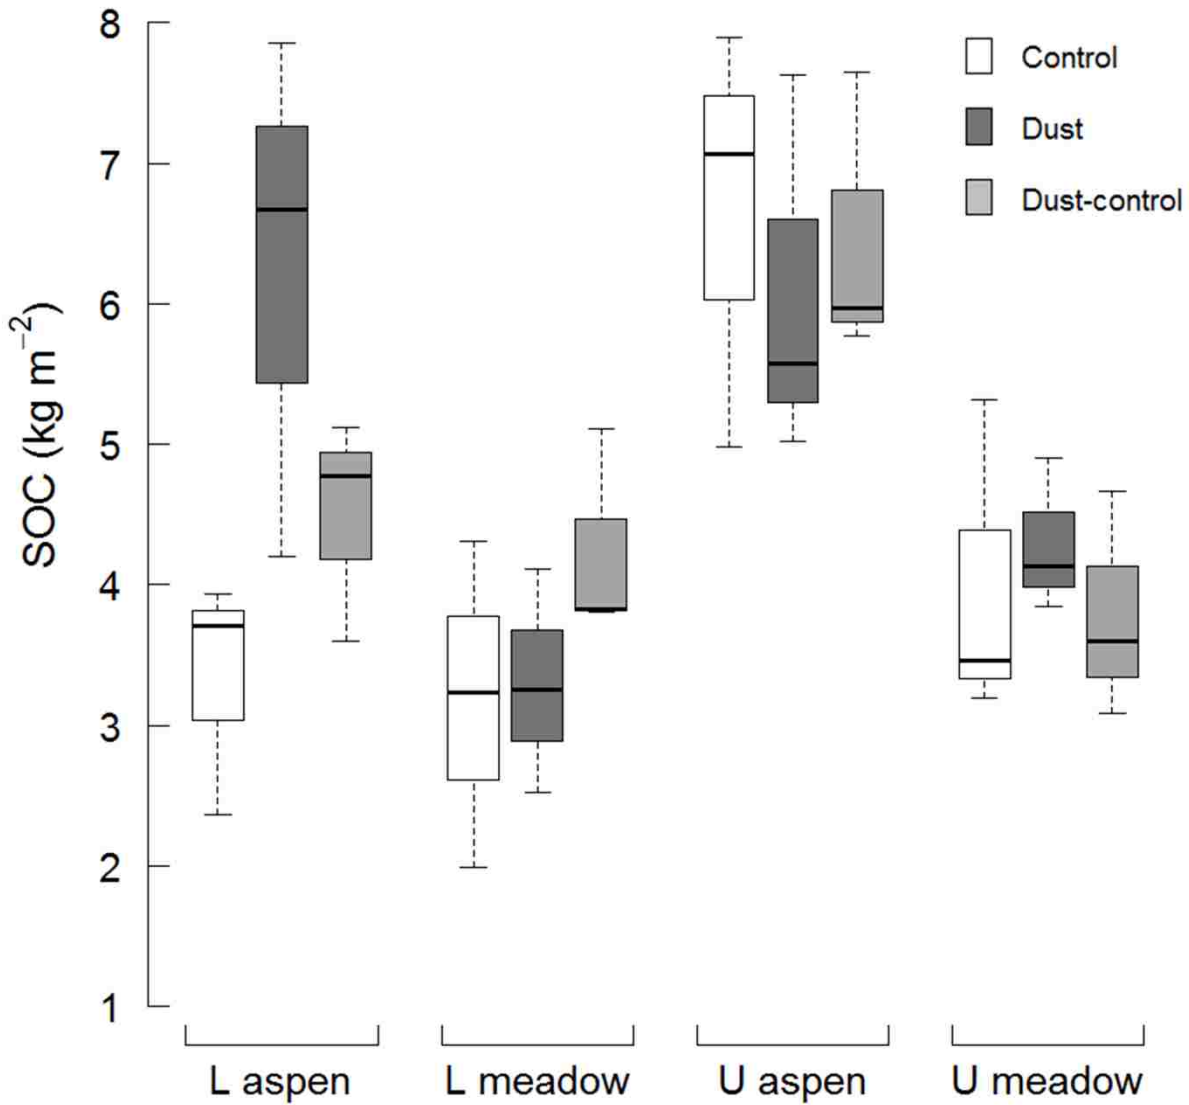 8
7
6
5
4
3
2
1
SOC (kg m−2)
Control
Dust
Dust-control
L aspen
L meadow
U aspen
U meadow